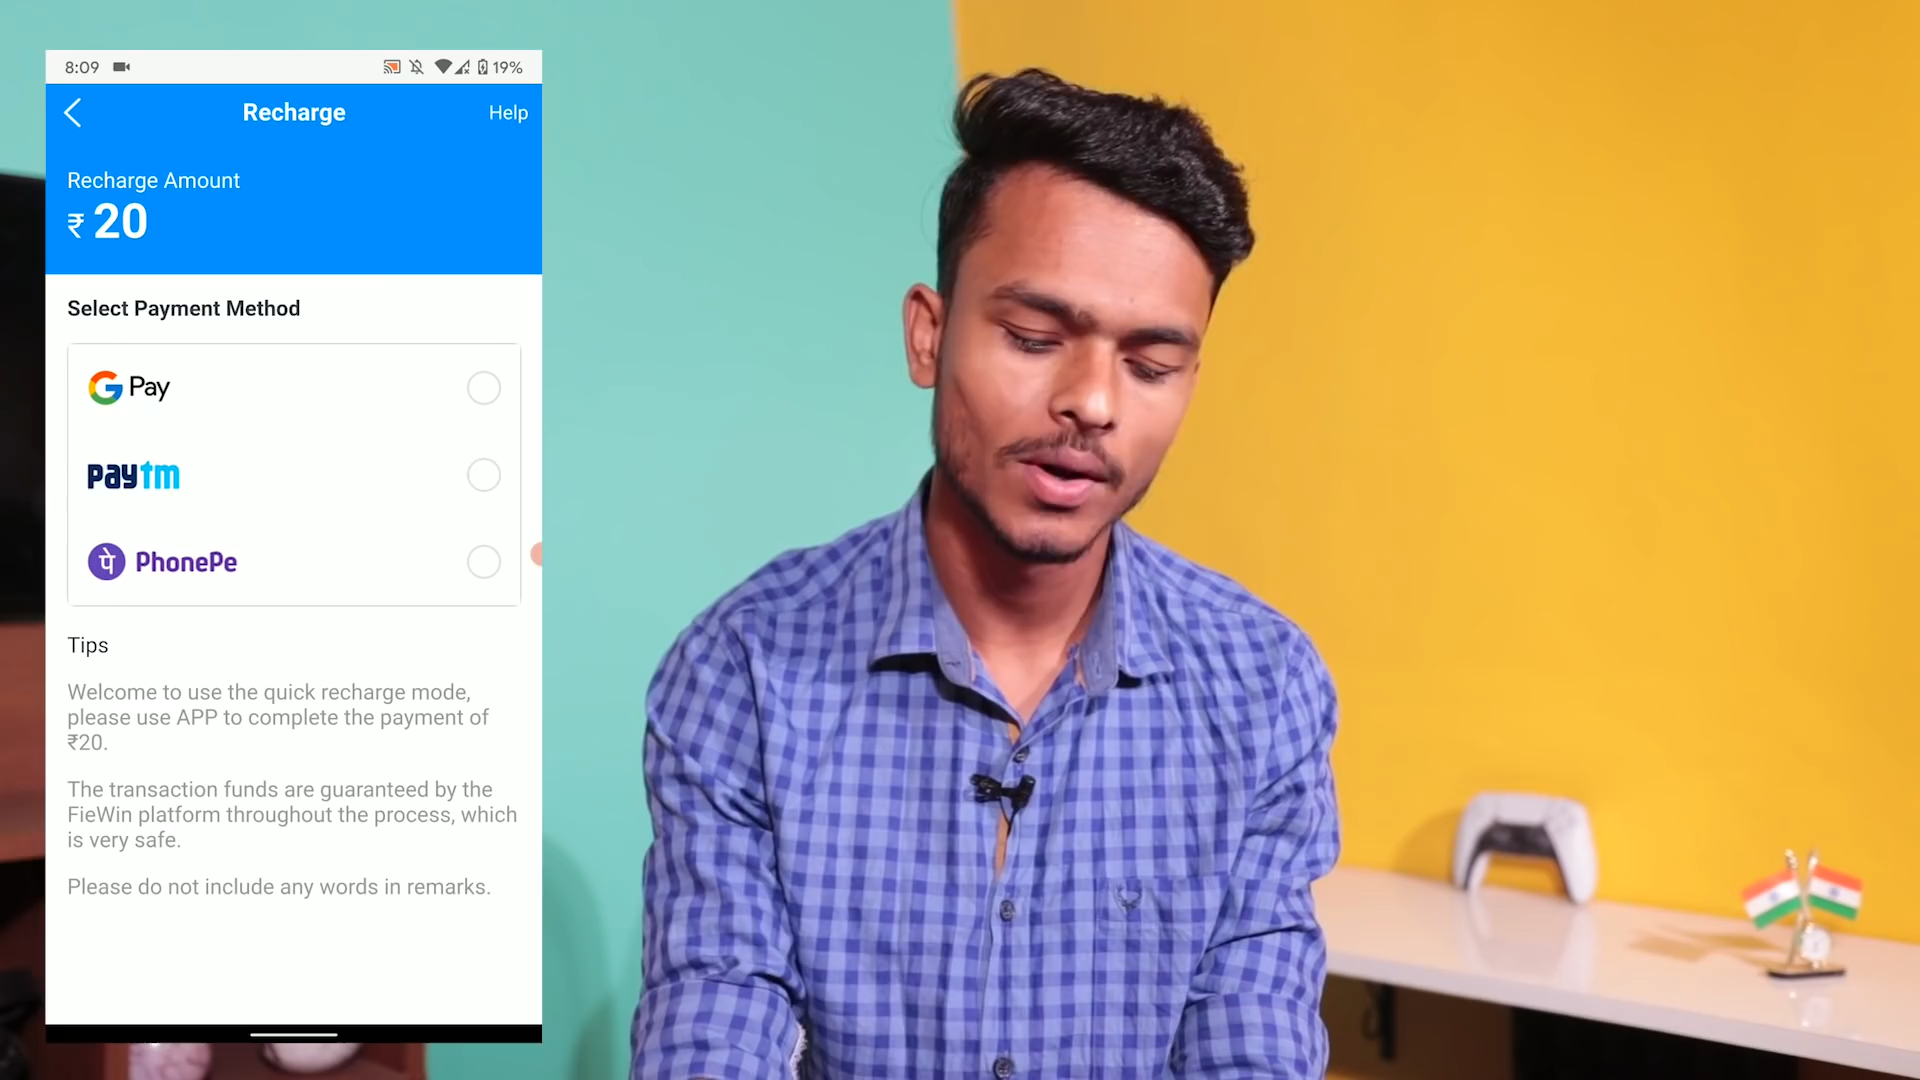 8:09
19%
Recharge
Help
Recharge Amount
₹ 20
Select Payment Method
G Pay
paytm
पे PhonePe
Tips
Welcome to use the quick recharge mode,
please use APP to complete the payment of
₹20.
The transaction funds are guaranteed by the
FieWin platform throughout the process, which
is very safe.
Please do not include any words in remarks.